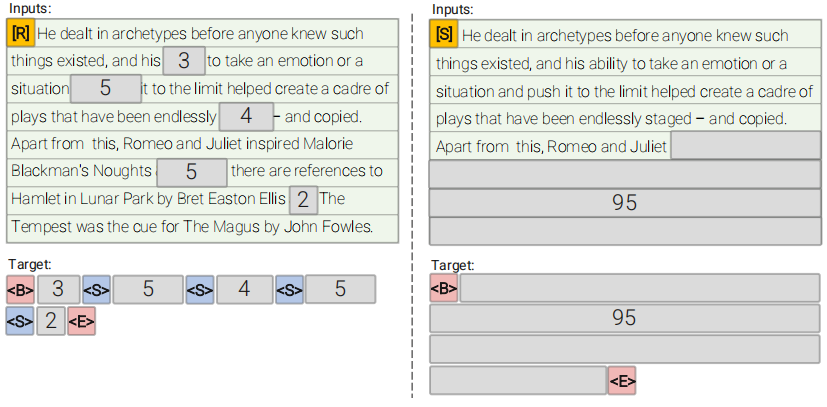 Inputs:
[R] He dealt in archetypes before anyone knew such
things existed, and his 3 to take an emotion or a
situation 5 it to the limit helped create a cadre of
plays that have been endlessly 4 – and copied.
Apart from this, Romeo and Juliet inspired Malorie
Blackman's Noughts 5 there are references to
Hamlet in Lunar Park by Bret Easton Ellis 2 The
Tempest was the cue for The Magus by John Fowles.
Target:
<B> 3 <S> 5 <S> 4 <S> 5
<S> 2 <E>
Inputs:
[S] He dealt in archetypes before anyone knew such
things existed, and his ability to take an emotion or a
situation and push it to the limit helped create a cadre of
plays that have been endlessly staged – and copied.
Apart from this, Romeo and Juliet
95
Target:
<B>
95
<E>